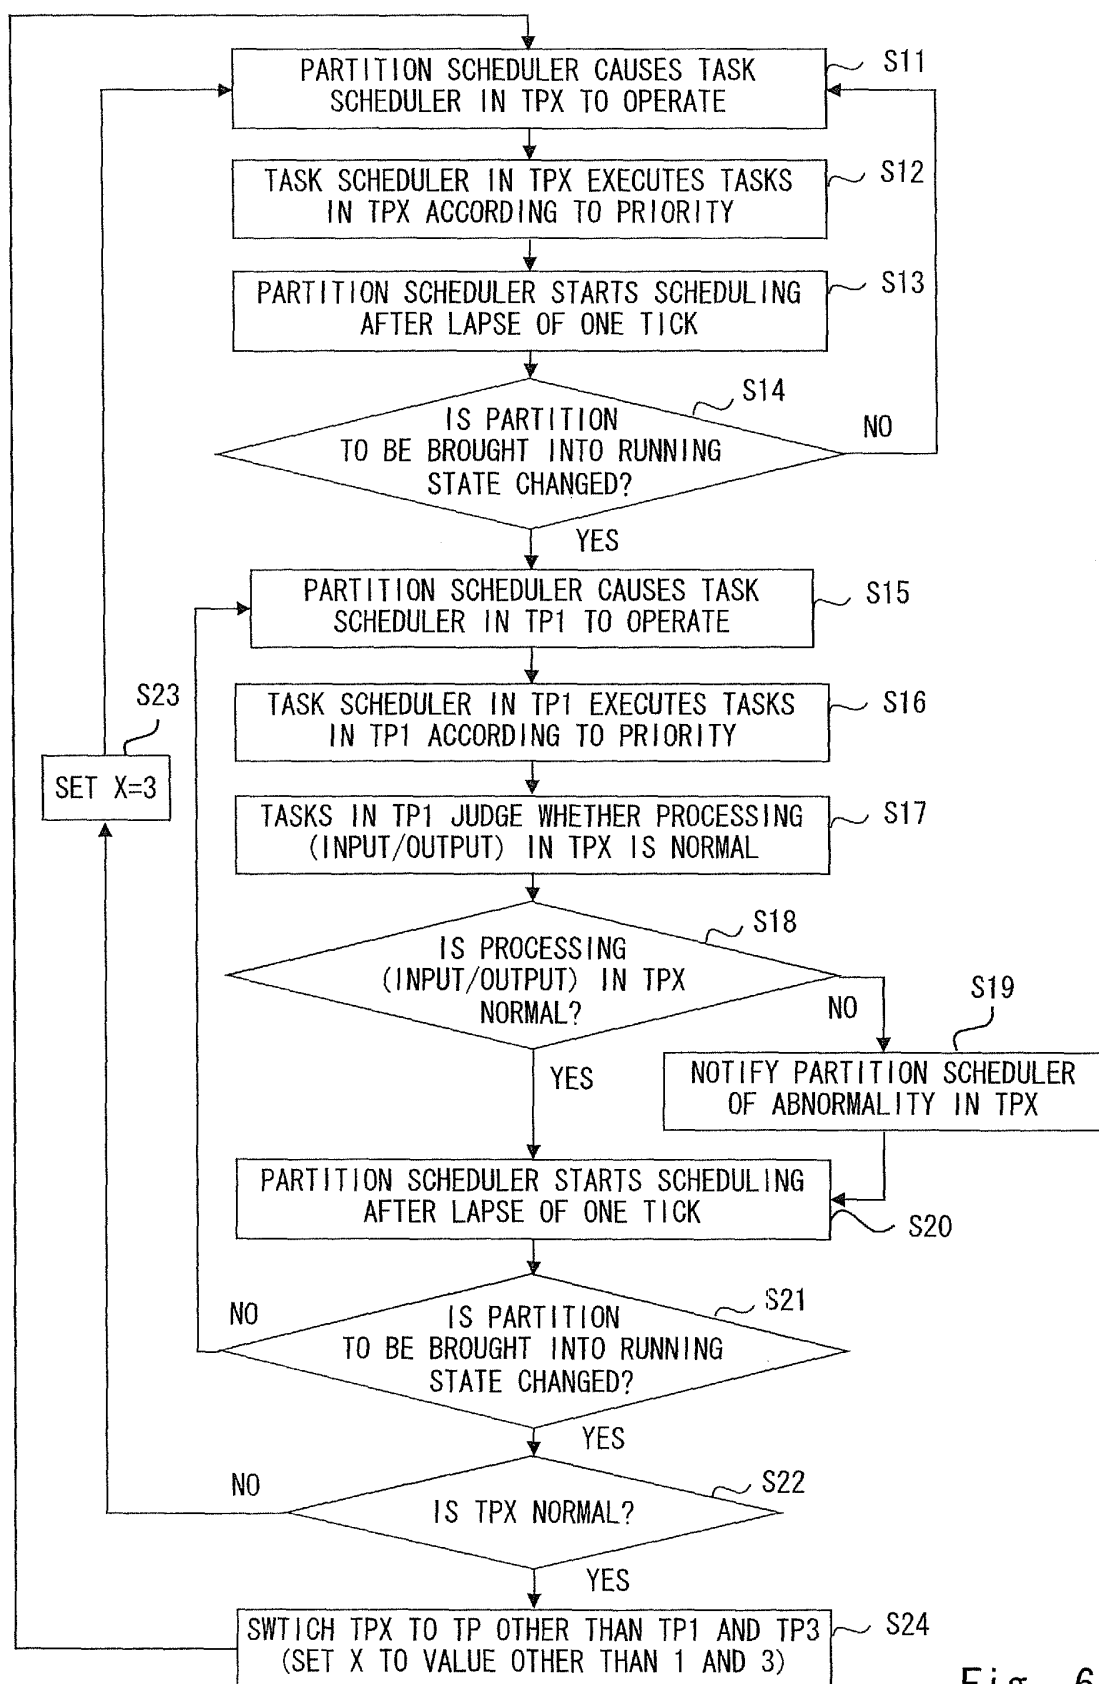 PARTITION SCHEDULER CAUSES TASK
SCHEDULER IN TPX TO OPERATE
S11
TASK SCHEDULER IN TPX EXECUTES TASKS
IN TPX ACCORDING TO PRIORITY
S12
PARTITION SCHEDULER STARTS SCHEDULING
AFTER LAPSE OF ONE TICK
S13
S14
IS PARTITION
TO BE BROUGHT INTO RUNNING
STATE CHANGED?
NO
YES
PARTITION SCHEDULER CAUSES TASK
SCHEDULER IN TP1 TO OPERATE
S15
TASK SCHEDULER IN TP1 EXECUTES TASKS
IN TP1 ACCORDING TO PRIORITY
S16
S23
SET X=3
TASKS IN TP1 JUDGE WHETHER PROCESSING
(INPUT/OUTPUT) IN TPX IS NORMAL
S17
S18
IS PROCESSING
(INPUT/OUTPUT) IN TPX
NORMAL?
NO
YES
S19
NOTIFY PARTITION SCHEDULER
OF ABNORMALITY IN TPX
PARTITION SCHEDULER STARTS SCHEDULING
AFTER LAPSE OF ONE TICK
S20
S21
NO
IS PARTITION
TO BE BROUGHT INTO RUNNING
STATE CHANGED?
YES
S22
NO
IS TPX NORMAL?
YES
SWTICH TPX TO TP OTHER THAN TP1 AND TP3
(SET X TO VALUE OTHER THAN 1 AND 3)
S24
Fig. 6